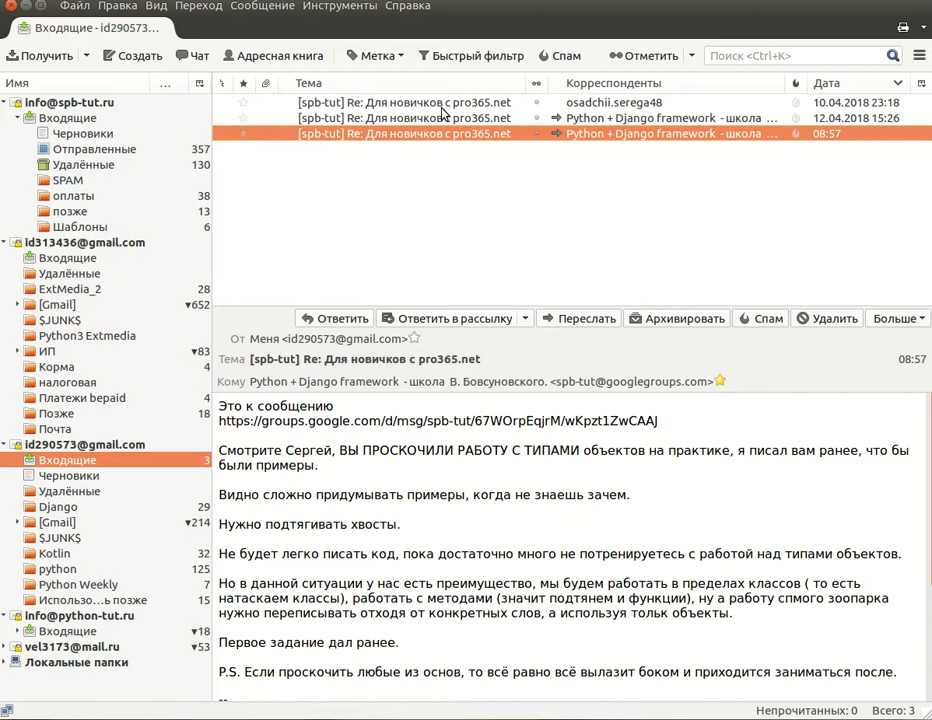 Файл Правка Вид Переход Сообщение Инструменты Справка
Входящие - id290573...
Получить Создать Чат Адресная книга Метка Быстрый фильтр Спам Отметить Поиск <Ctrl+K>
Имя ... Тема Корреспонденты Дата
info@spb-tut.ru
Входящие
Черновики
Отправленные 357
Удалённые 130
SPAM
оплаты 38
позже 13
Шаблоны 6
id313436@gmail.com
Входящие
Удалённые
ExtMedia_2 28
[Gmail] ▾652
$JUNK$
Python3 Extmedia
ИП ▾83
Корма 4
налоговая
Платежи bepaid 4
Позже 18
Почта
id290573@gmail.com
Входящие 3
Черновики
Удалённые
Django 29
[Gmail] ▾214
$JUNK$
Kotlin 32
python 125
Python Weekly 7
Использо...ь позже 15
info@python-tut.ru
Входящие ▾18
vel3173@mail.ru ▾53
Локальные папки
[spb-tut] Re: Для новичков с pro365.net osadchii.serega48 10.04.2018 23:18
[spb-tut] Re: Для новичков с pro365.net Python + Django framework - школа ... 12.04.2018 15:26
[spb-tut] Re: Для новичков с pro365.net Python + Django framework - школа ... 08:57
Ответить Ответить в рассылку Переслать Архивировать Спам Удалить Больше
От Меня <id290573@gmail.com>
Тема [spb-tut] Re: Для новичков с pro365.net 08:57
Кому Python + Django framework - школа В. Бовсуновского. <spb-tut@googlegroups.com>
Это к сообщению
https://groups.google.com/d/msg/spb-tut/67WOrpEqjrM/wKpzt1ZwCAAJ
Смотрите Сергей, ВЫ ПРОСКОЧИЛИ РАБОТУ С ТИПАМИ объектов на практике, я писал вам ранее, что бы
были примеры.
Видно сложно придумывать примеры, когда не знаешь зачем.
Нужно подтягивать хвосты.
Не будет легко писать код, пока достаточно много не потренируетесь с работой над типами объектов.
Но в данной ситуации у нас есть преимущество, мы будем работать в пределах классов ( то есть
натаскаем классы), работать с методами (значит подтянем и функции), ну а работу спмого зоопарка
нужно переписывать отходя от конкретных слов, а используя тольк объекты.
Первое задание дал ранее.
P.S. Если проскочить любые из основ, то всё равно всё вылазит боком и приходится заниматься после.
--
Непрочитанных: 0 Всего: 3